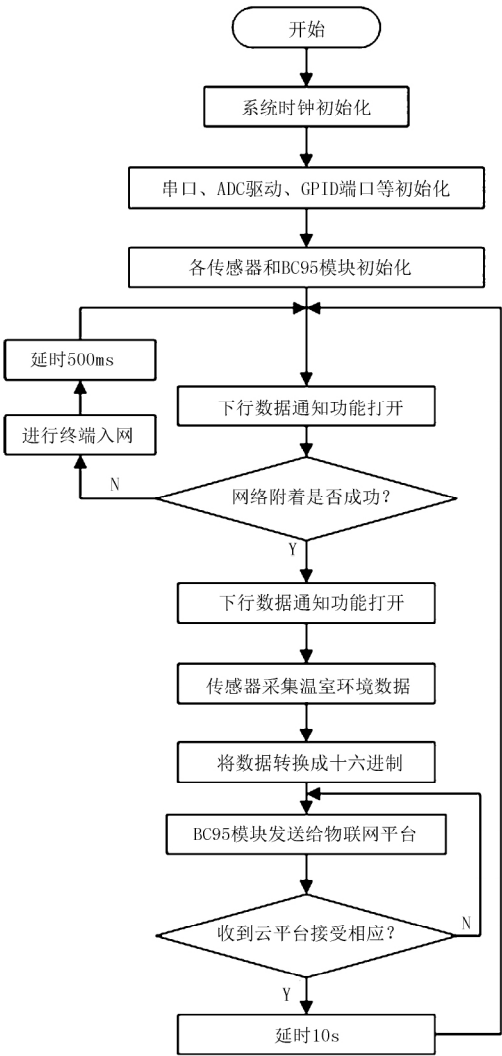 开始
系统时钟初始化
串口、ADC驱动、GPID端口等初始化
各传感器和BC95模块初始化
延时500ms
下行数据通知功能打开
进行终端入网
N
网络附着是否成功？
Y
下行数据通知功能打开
传感器采集温室环境数据
将数据转换成十六进制
BC95模块发送给物联网平台
收到云平台接受相应？
N
Y
延时10s